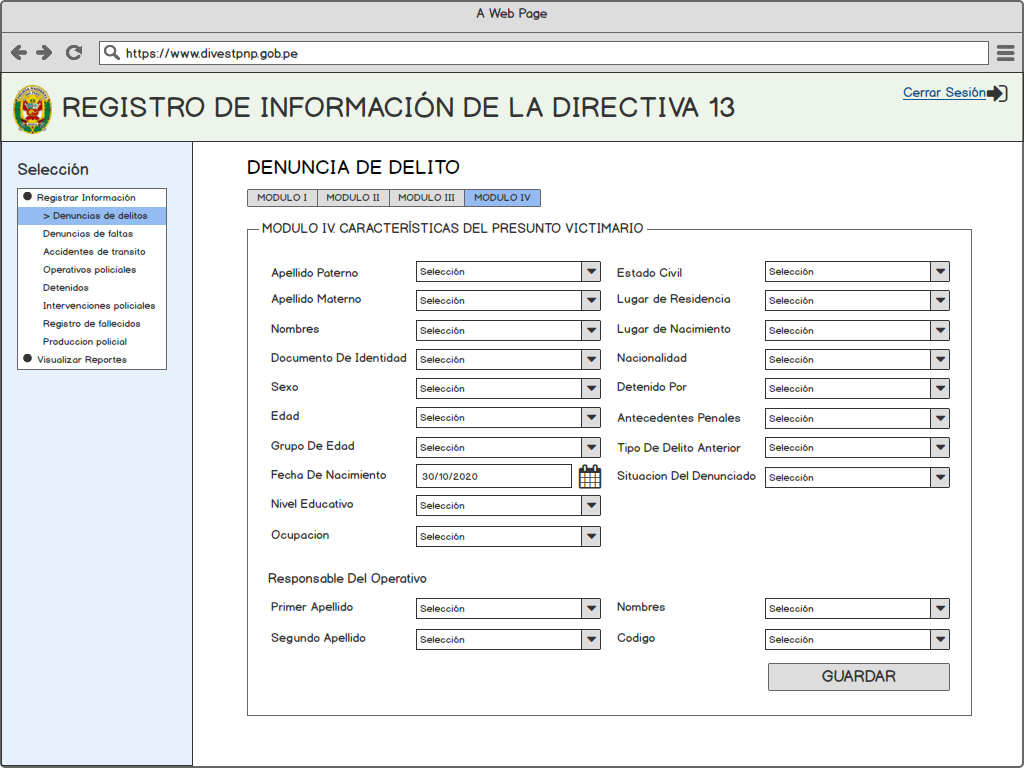 A Web Page
https://www.divestpnp.gob.pe
REGISTRO DE INFORMACIÓN DE LA DIRECTIVA 13
Cerrar Sesión
Selección
Registrar Información
> Denuncias de delitos
Denuncias de faltas
Accidentes de transito
Operativos policiales
Detenidos
Intervenciones policiales
Registro de fallecidos
Produccion policial
Visualizar Reportes
DENUNCIA DE DELITO
MODULO I MODULO II MODULO III MODULO IV
MODULO IV. CARACTERÍSTICAS DEL PRESUNTO VICTIMARIO
Apellido Paterno Selección Estado Civil Selección
Apellido Materno Selección Lugar de Residencia Selección
Nombres Selección Lugar de Nacimiento Selección
Documento De Identidad Selección Nacionalidad Selección
Sexo Selección Detenido Por Selección
Edad Selección Antecedentes Penales Selección
Grupo De Edad Selección Tipo De Delito Anterior Selección
Fecha De Nacimiento 30/10/2020 Situacion Del Denunciado Selección
Nivel Educativo Selección
Ocupacion Selección
Responsable Del Operativo
Primer Apellido Selección Nombres Selección
Segundo Apellido Selección Codigo Selección
GUARDAR